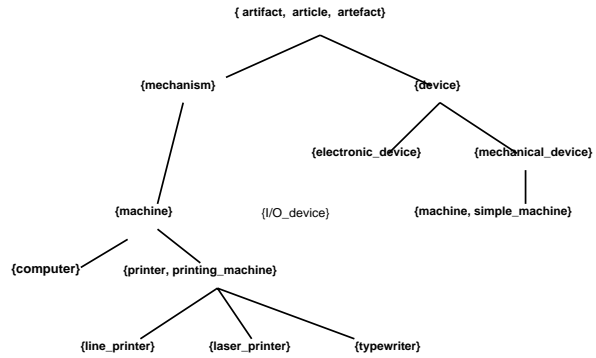 { artifact, article, artefact}
{mechanism}
{device}
{electronic_device}
{mechanical_device}
{machine}
{I/O_device}
{machine, simple_machine}
{computer}
{printer, printing_machine}
{line_printer}
{laser_printer}
{typewriter}